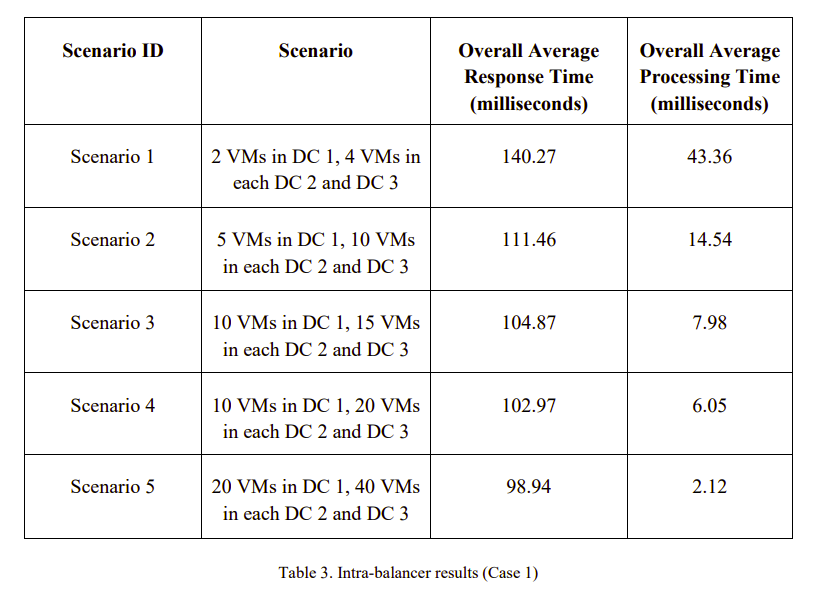 Scenario ID Scenario Overall Average Overall Average
Response Time Processing Time
(milliseconds) (milliseconds)
Scenario 1 2 VMs in DC 1, 4 VMs in 140.27 43.36
each DC 2 and DC 3
Scenario 2 5 VMs in DC 1, 10 VMs 111.46 14.54
in each DC 2 and DC 3
Scenario 3 10 VMs in DC 1, 15 VMs 104.87 7.98
in each DC 2 and DC 3
Scenario 4 10 VMs in DC 1, 20 VMs 102.97 6.05
in each DC 2 and DC 3
Scenario 5 20 VMs in DC 1, 40 VMs 98.94 2.12
in each DC 2 and DC 3
Table 3. Intra-balancer results (Case 1)